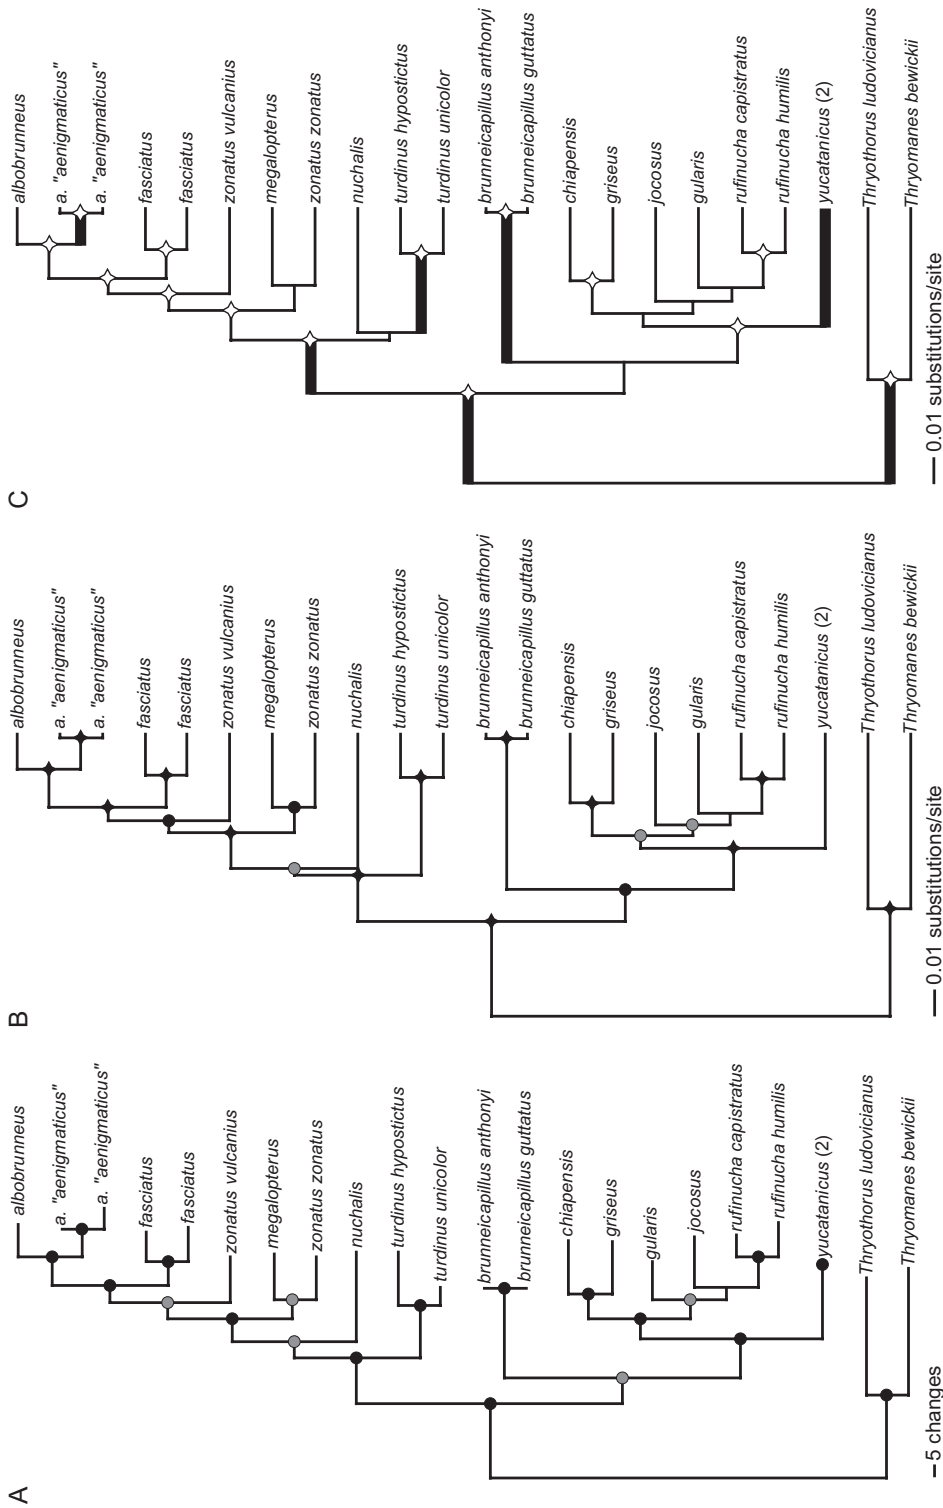 A
albobrunneus
a. "aenigmaticus"
a. "aenigmaticus"
fasciatus
fasciatus
zonatus vulcanius
megalopterus
zonatus zonatus
nuchalis
turdinus hypostictus
turdinus unicolor
brunneicapillus anthonyi
brunneicapillus guttatus
chiapensis
griseus
gularis
jocosus
rufinucha capistratus
rufinucha humilis
yucatanicus (2)
Thryothorus ludovicianus
Thryomanes bewickii
5 changes
B
albobrunneus
a. "aenigmaticus"
a. "aenigmaticus"
fasciatus
fasciatus
zonatus vulcanius
megalopterus
zonatus zonatus
nuchalis
turdinus hypostictus
turdinus unicolor
brunneicapillus anthonyi
brunneicapillus guttatus
chiapensis
griseus
jocosus
gularis
rufinucha capistratus
rufinucha humilis
yucatanicus (2)
Thryothorus ludovicianus
Thryomanes bewickii
0.01 substitutions/site
C
albobrunneus
a. "aenigmaticus"
a. "aenigmaticus"
fasciatus
fasciatus
zonatus vulcanius
megalopterus
zonatus zonatus
nuchalis
turdinus hypostictus
turdinus unicolor
brunneicapillus anthonyi
brunneicapillus guttatus
chiapensis
griseus
jocosus
gularis
rufinucha capistratus
rufinucha humilis
yucatanicus (2)
Thryothorus ludovicianus
Thryomanes bewickii
0.01 substitutions/site